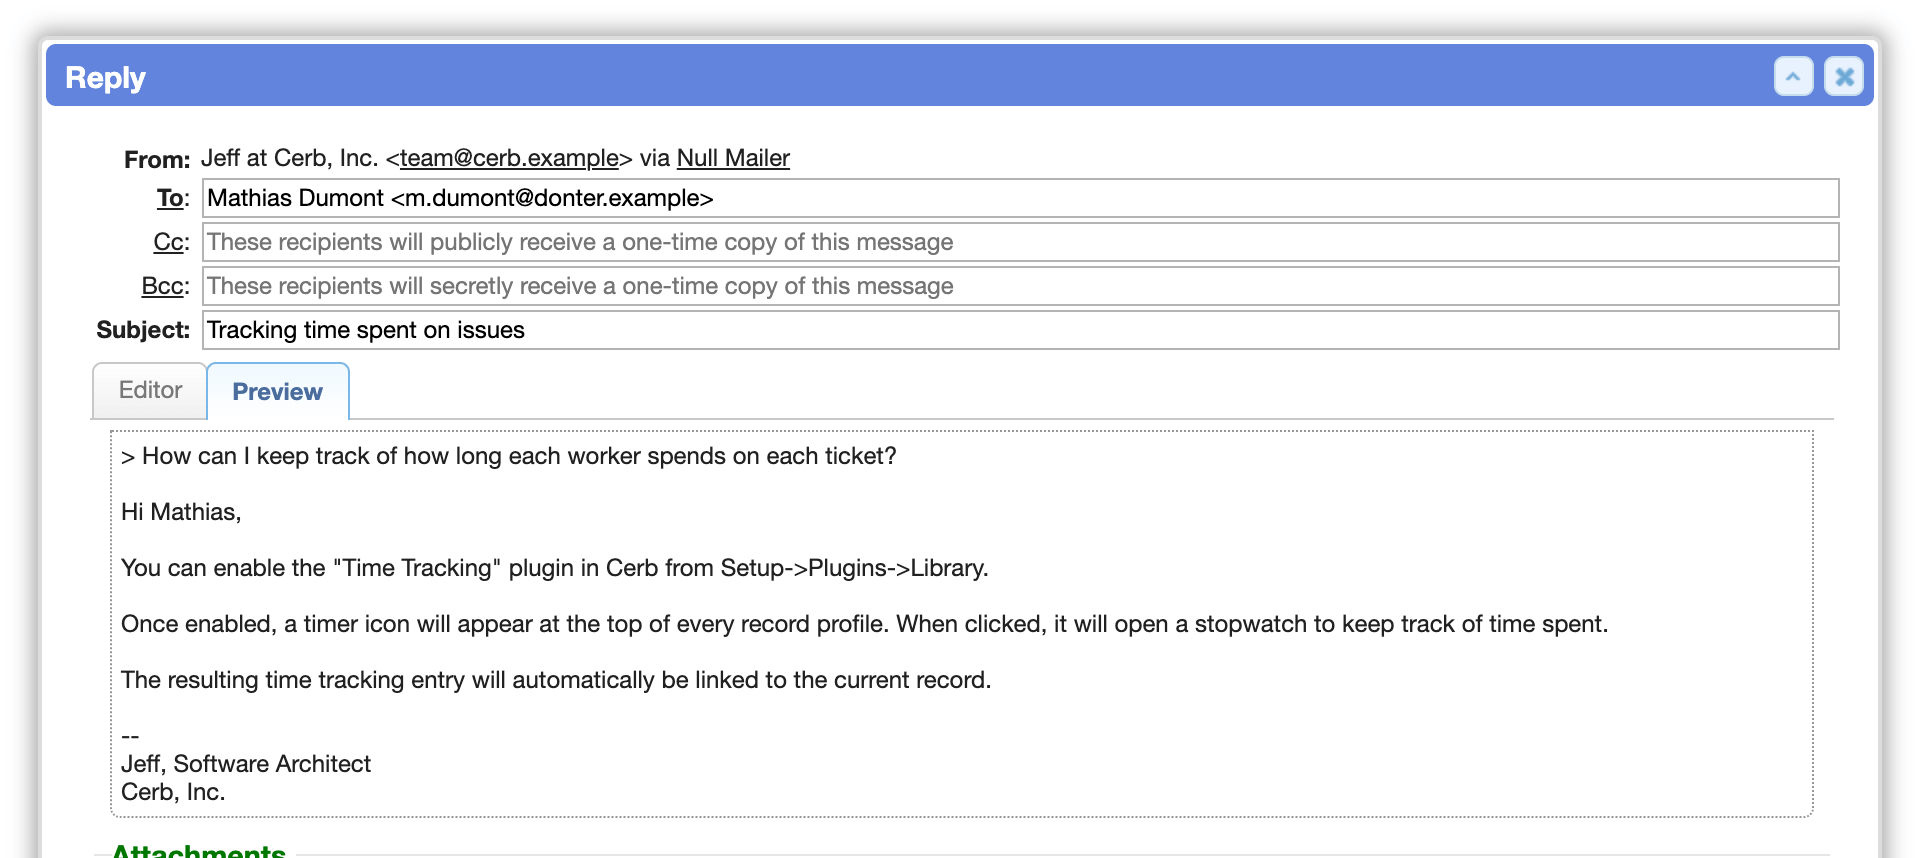 Reply
From: Jeff at Cerb, Inc. <team@cerb.example> via Null Mailer
To: Mathias Dumont <m.dumont@donter.example>
Cc: These recipients will publicly receive a one-time copy of this message
Bcc: These recipients will secretly receive a one-time copy of this message
Subject: Tracking time spent on issues
Editor Preview
> How can I keep track of how long each worker spends on each ticket?
Hi Mathias,
You can enable the "Time Tracking" plugin in Cerb from Setup->Plugins->Library.
Once enabled, a timer icon will appear at the top of every record profile. When clicked, it will open a stopwatch to keep track of time spent.
The resulting time tracking entry will automatically be linked to the current record.
--
Jeff, Software Architect
Cerb, Inc.
Attachments